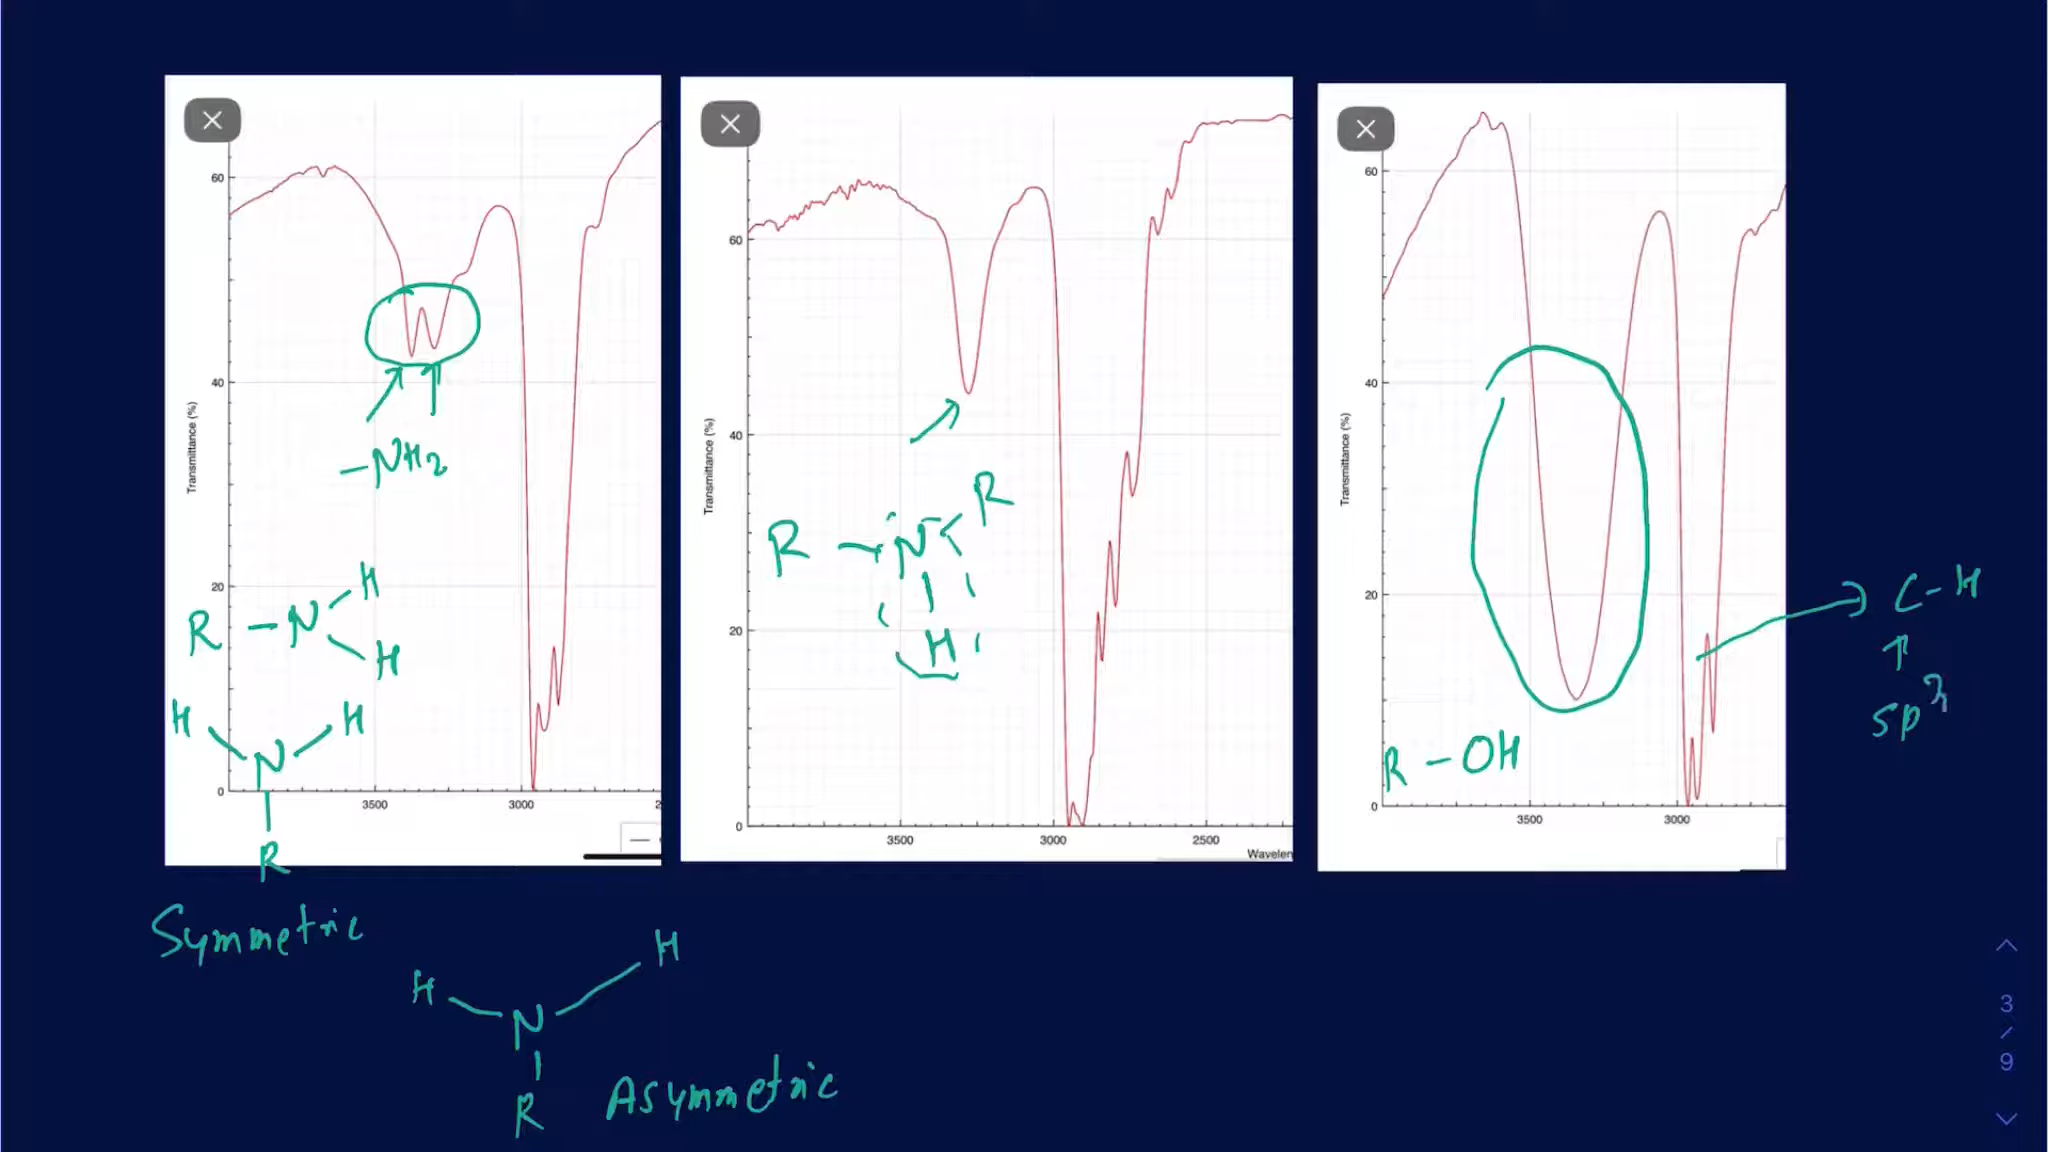 60
40
20
0
Transmittance (%)
3500
3000
2
-NH2
R-N
H
H
H
H
N
R
Symmetric
H
H
N
R
Asymmetric
60
40
20
0
Transmittance (%)
3500
3000
2500
Wavelen
R-N
R
H
60
40
20
0
Transmittance (%)
3500
3000
R-OH
C-H
sp3
3
/
9